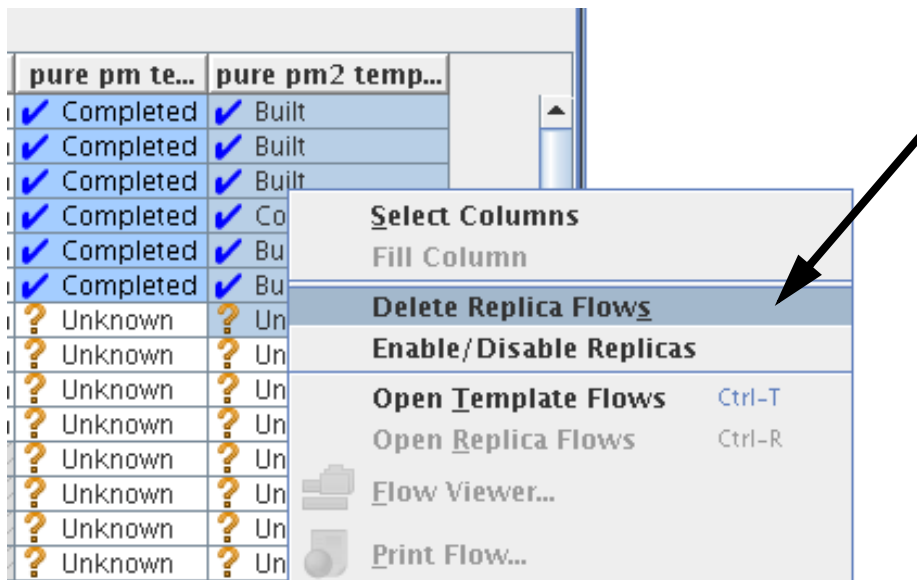 pure pm te... pure pm2 temp...
Completed Built
Completed Built
Completed Built
Completed Co
Completed Bu
Completed Bu
Unknown Un
Unknown Un
Unknown Un
Unknown Un
Unknown Un
Unknown Un
Unknown Un
Unknown Un
Select Columns
Fill Column
Delete Replica Flows
Enable/Disable Replicas
Open Template Flows Ctrl-T
Open Replica Flows Ctrl-R
Flow Viewer...
Print Flow...